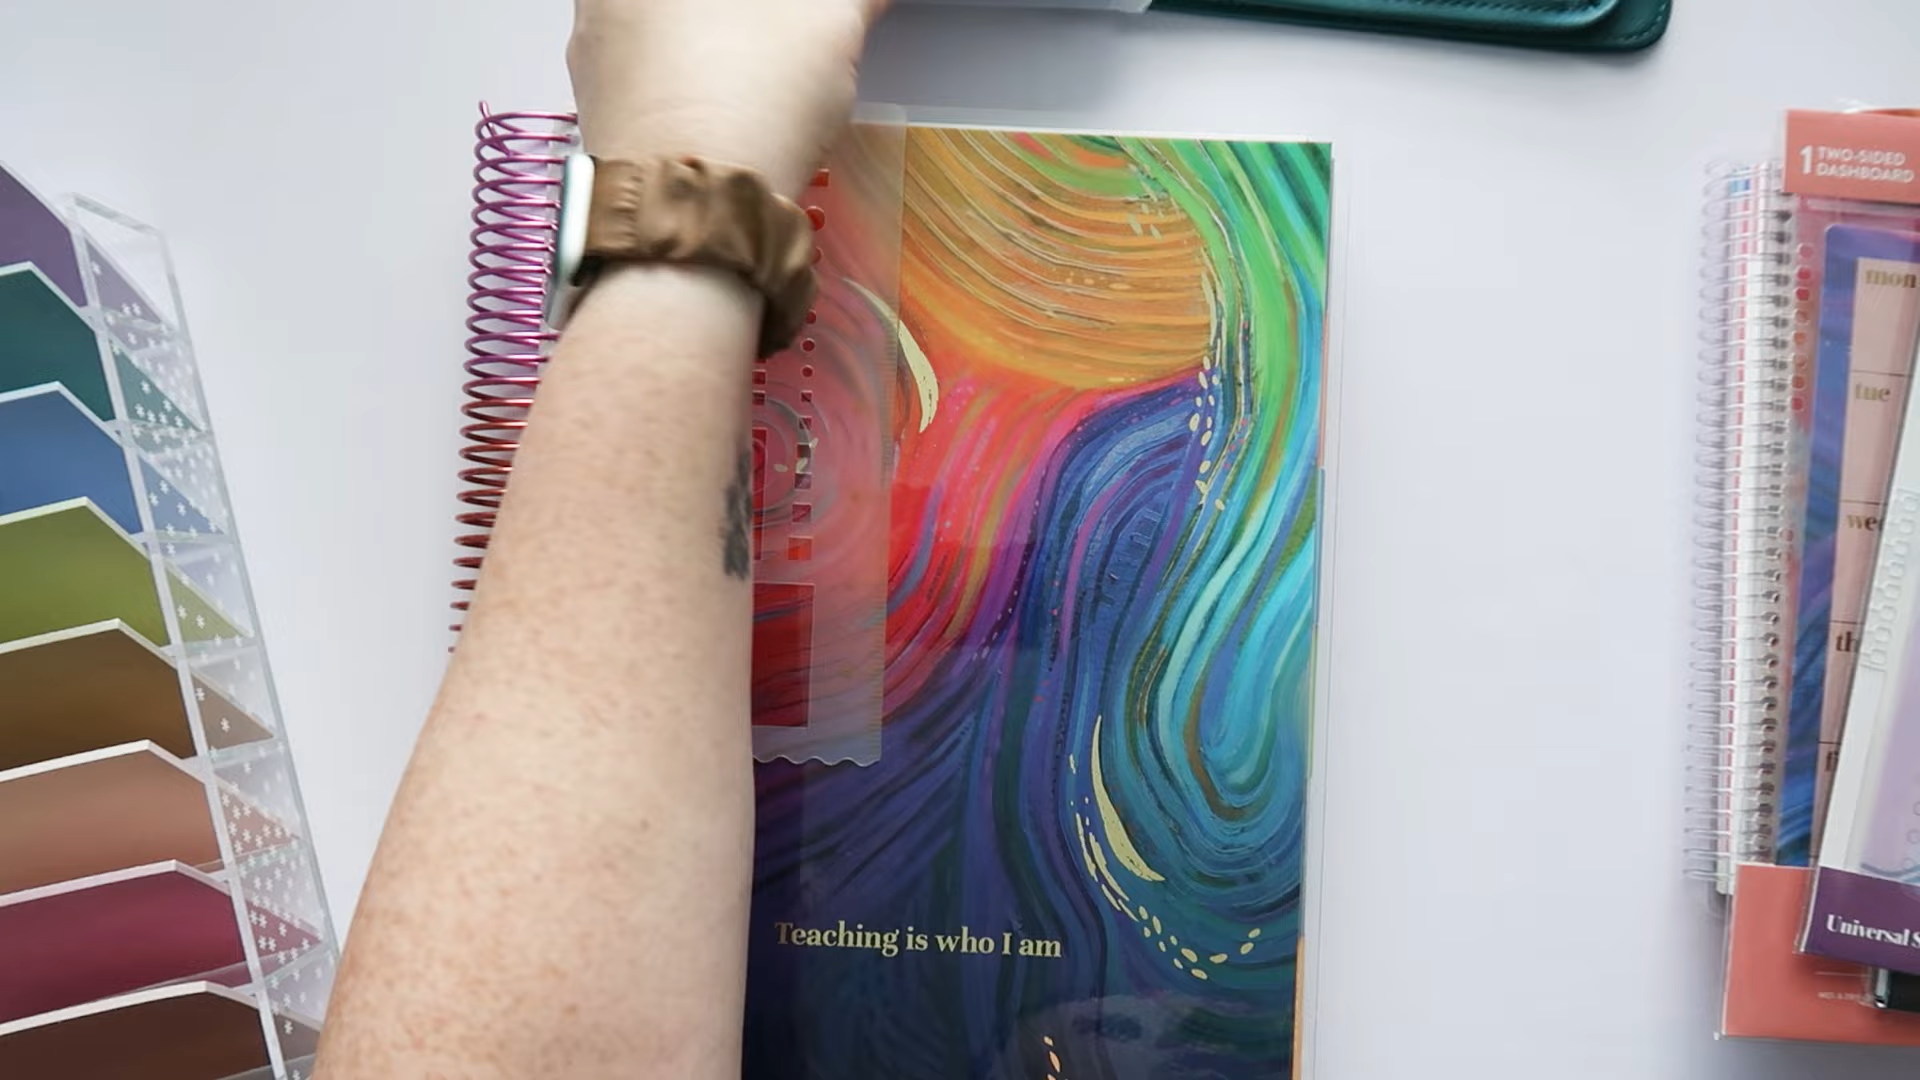 Teaching is who I am
1 TWO-SIDED
DASHBOARD
mon
tue
Universal